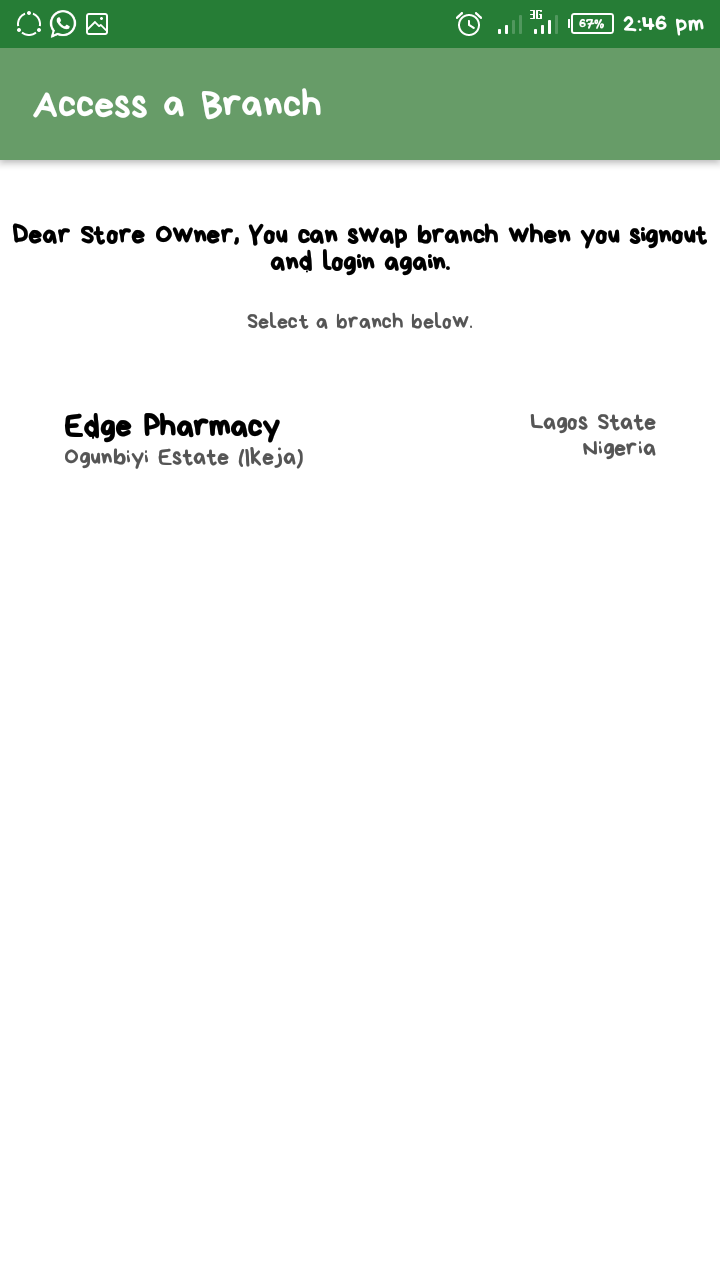 3G
67%
2:46 pm
Access a Branch
Dear Store Owner, You can swap branch when you signout
and login again.
Select a branch below.
Edge Pharmacy
Lagos State
Ogunbiyi Estate (Ikeja)
Nigeria